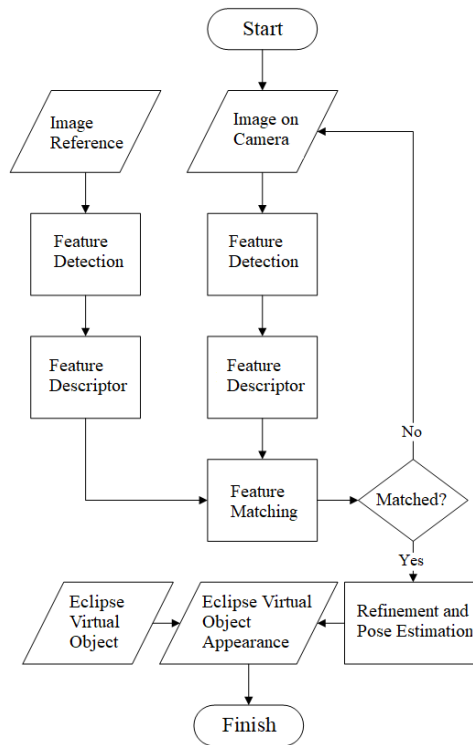 Start
Image
Reference
Image on
Camera
Feature
Detection
Feature
Detection
Feature
Descriptor
Feature
Descriptor
No
Feature
Matching
Matched?
Yes
Eclipse
Virtual
Object
Eclipse Virtual
Object
Appearance
Refinement and
Pose Estimation
Finish